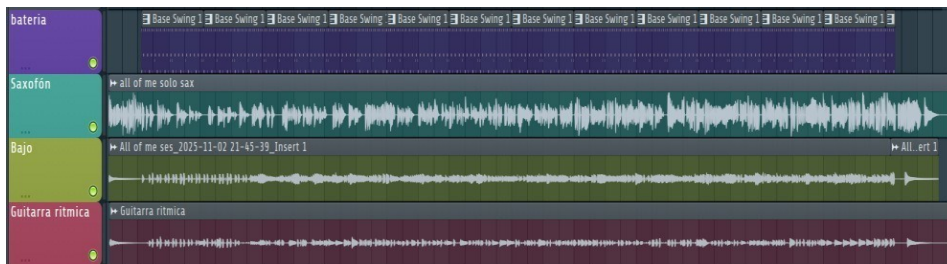 bateria
Base Swing 1 Base Swing 1 Base Swing 1 Base Swing Base Swing 1 Base Swing 1 Base Swing 1 Base Swing 1 Base Swing 1 Base Swing 1 Base Swing 1 Base Swing 1
Saxofón
all of me solo sax
Bajo
All of me ses_2025-11-02 21-45-39_Insert 1
All..ert 1
Guitarra ritmica
Guitarra ritmica